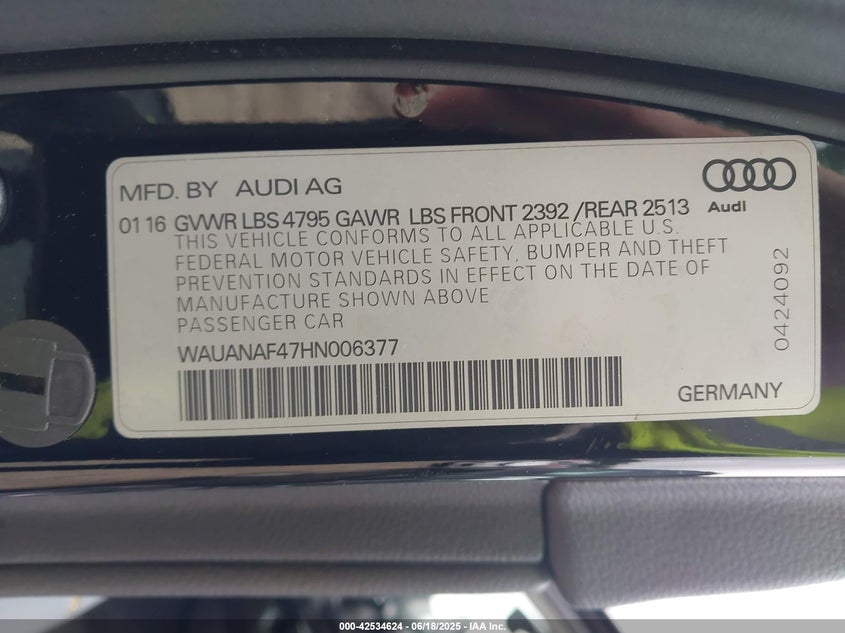 MFD. BY AUDI AG
01 16 GVWR LBS 4795 GAWR LBS FRONT 2392 /REAR 2513
Audi
THIS VEHICLE CONFORMS TO ALL APPLICABLE U.S.
FEDERAL MOTOR VEHICLE SAFETY, BUMPER AND THEFT
PREVENTION STANDARDS IN EFFECT ON THE DATE OF
MANUFACTURE SHOWN ABOVE
PASSENGER CAR
WAUANAF47HN006377
GERMANY
0424092
000-42534624 - 06/18/2025 - IAA Inc.